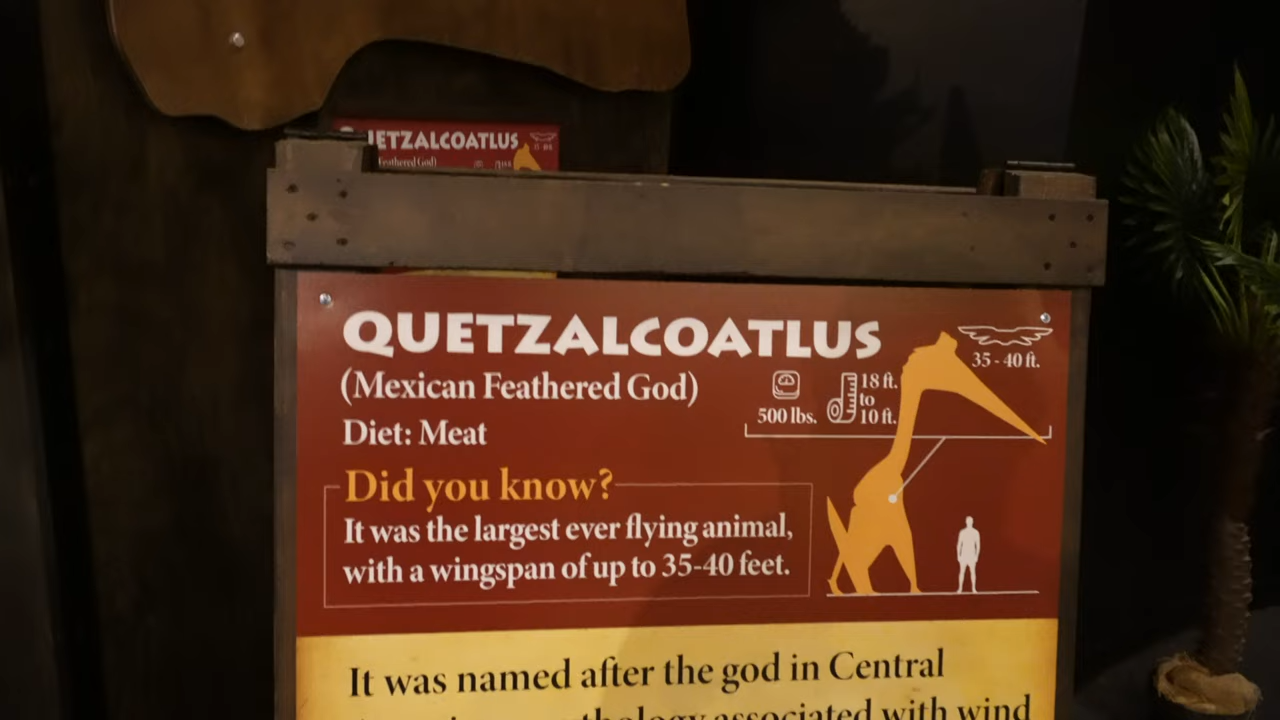 UETZALCOATLUS
Feathered God)
QUETZALCOATLUS
(Mexican Feathered God)
Diet: Meat
500 lbs.
18 ft.
to
10 ft.
35 - 40 ft.
Did you know?
It was the largest ever flying animal,
with a wingspan of up to 35-40 feet.
It was named after the god in Central
associated with wind